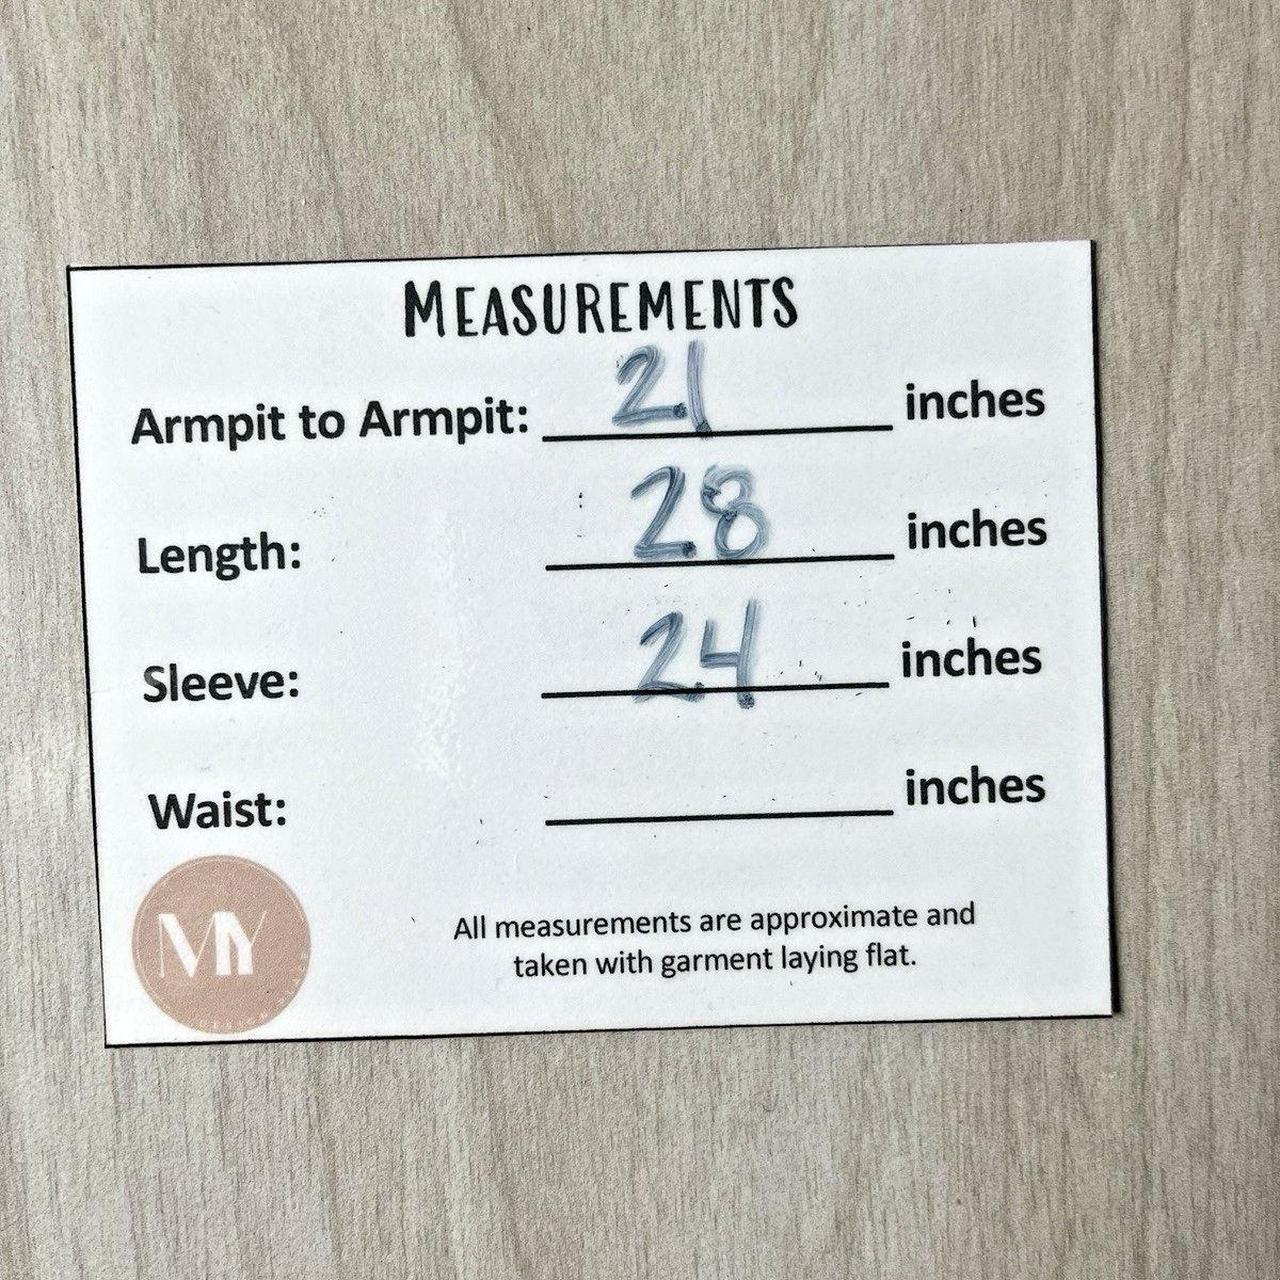 MEASUREMENTS
Armpit to Armpit: 21 inches
Length: 28 inches
Sleeve: 24 inches
Waist: ________ inches
MY
All measurements are approximate and
taken with garment laying flat.